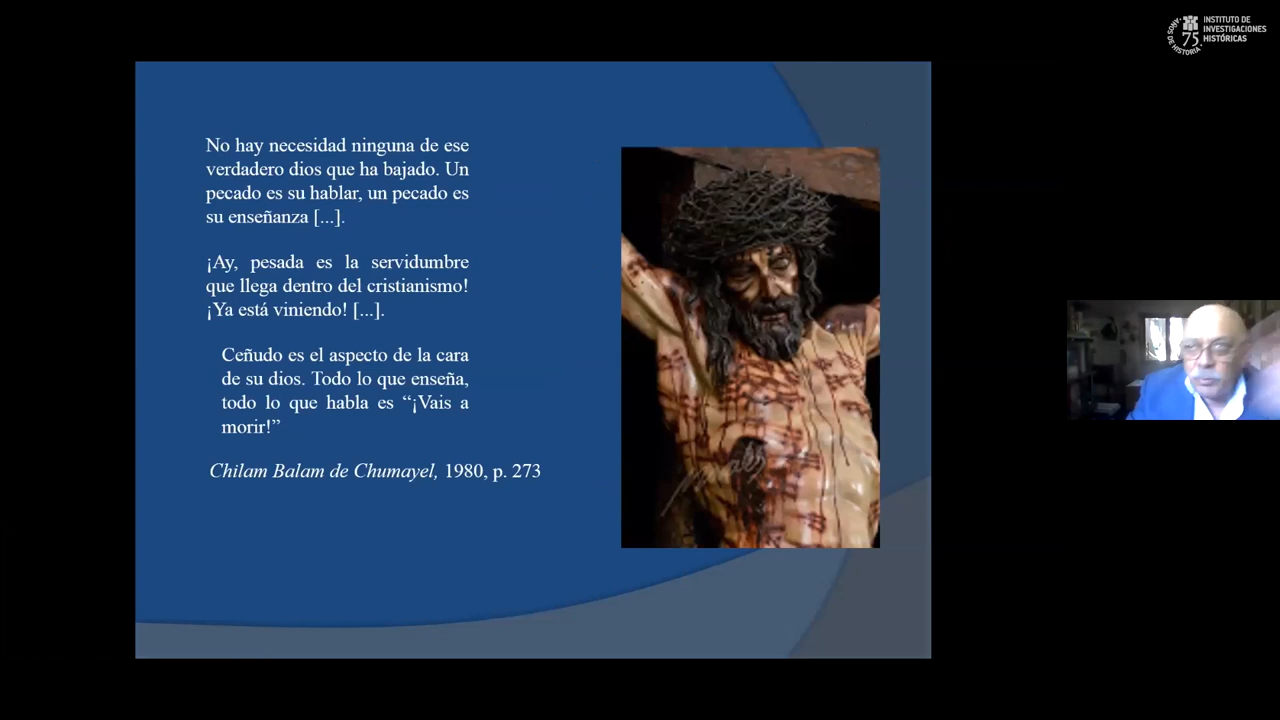 No hay necesidad ninguna de ese
verdadero dios que ha bajado. Un
pecado es su hablar, un pecado es
su enseñanza [...].
¡Ay, pesada es la servidumbre
que llega dentro del cristianismo!
¡Ya está viniendo! [...].
Ceñudo es el aspecto de la cara
de su dios. Todo lo que enseña,
todo lo que habla es “¡Vais a
morir!”
Chilam Balam de Chumayel, 1980, p. 273
INSTITUTO DE
INVESTIGACIONES
HISTÓRICAS
75
AÑOS DE HISTORIA